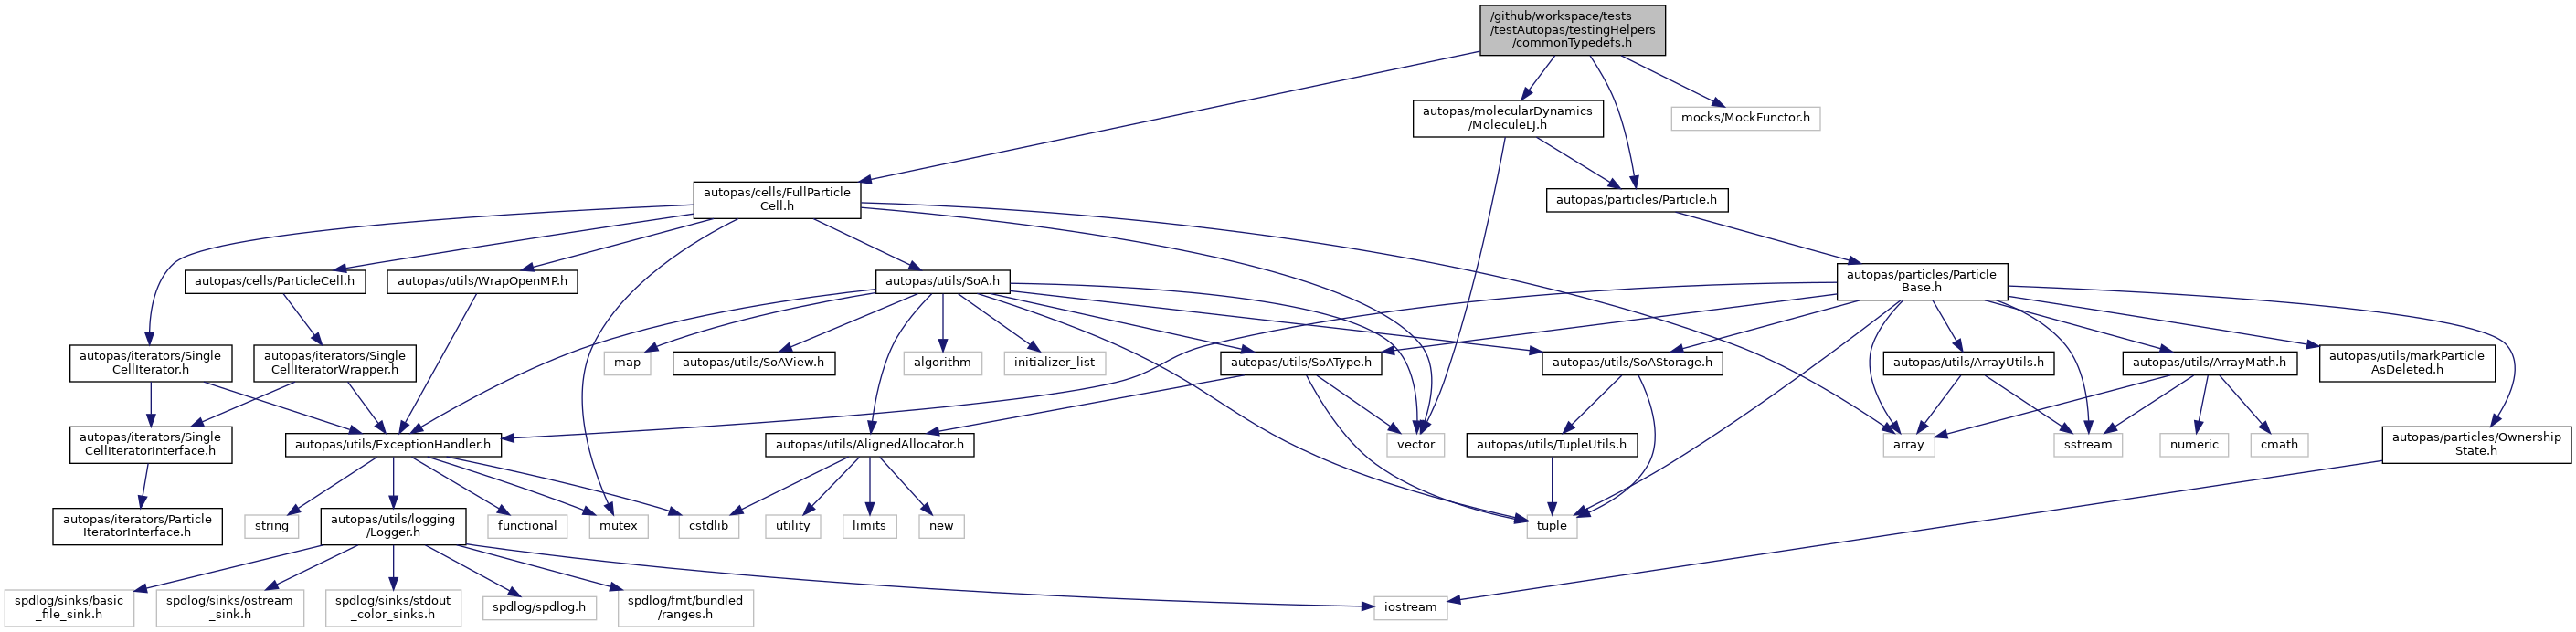 /github/workspace/tests
/testAutopas/testingHelpers
/commonTypedefs.h
autopas/molecularDynamics
/MoleculeLJ.h
mocks/MockFunctor.h
autopas/cells/FullParticle
Cell.h
autopas/particles/Particle.h
autopas/cells/ParticleCell.h
autopas/utils/WrapOpenMP.h
autopas/utils/SoA.h
autopas/particles/Particle
Base.h
autopas/iterators/Single
CellIterator.h
autopas/iterators/Single
CellIteratorWrapper.h
map
autopas/utils/SoAView.h
algorithm
initializer_list
autopas/utils/SoAType.h
autopas/utils/SoAStorage.h
autopas/utils/ArrayUtils.h
autopas/utils/ArrayMath.h
autopas/utils/markParticle
AsDeleted.h
autopas/iterators/Single
CellIteratorInterface.h
autopas/utils/ExceptionHandler.h
autopas/utils/AlignedAllocator.h
vector
autopas/utils/TupleUtils.h
array
sstream
numeric
cmath
autopas/particles/Ownership
State.h
autopas/iterators/Particle
IteratorInterface.h
string
autopas/utils/logging
/Logger.h
functional
mutex
cstdlib
utility
limits
new
tuple
spdlog/sinks/basic
_file_sink.h
spdlog/sinks/ostream
_sink.h
spdlog/sinks/stdout
_color_sinks.h
spdlog/spdlog.h
spdlog/fmt/bundled
/ranges.h
iostream